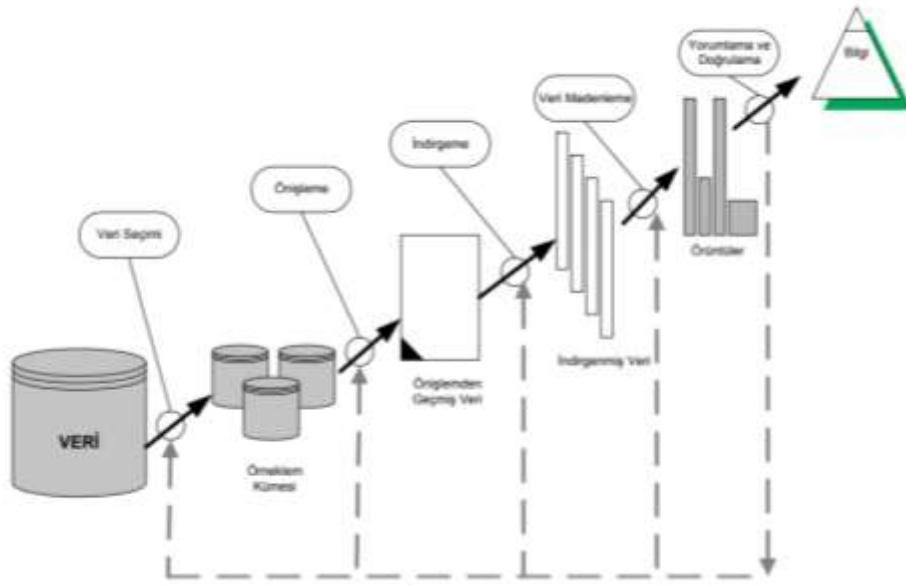 Yorumlama ve
Doğrulama
Bilgi
Veri Madenleme
İndirgeme
Önişleme
Veri Seçimi
Örüntüler
İndirgenmiş Veri
Önişlemden
Geçmiş Veri
VERİ
Örneklem
Kümesi